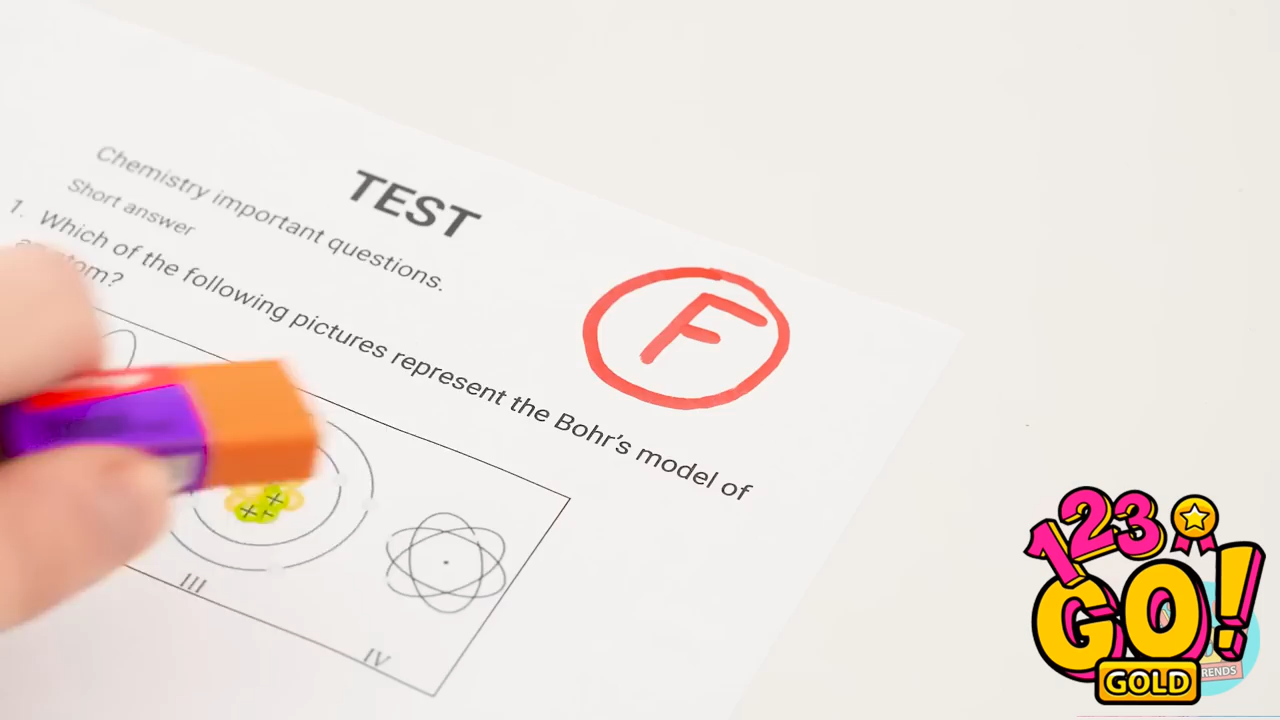 TEST
Chemistry important questions.
Short answer
1. Which of the following pictures represent the Bohr's model of
atom?
F
III
IV
123
GO!
GOLD
RENDS